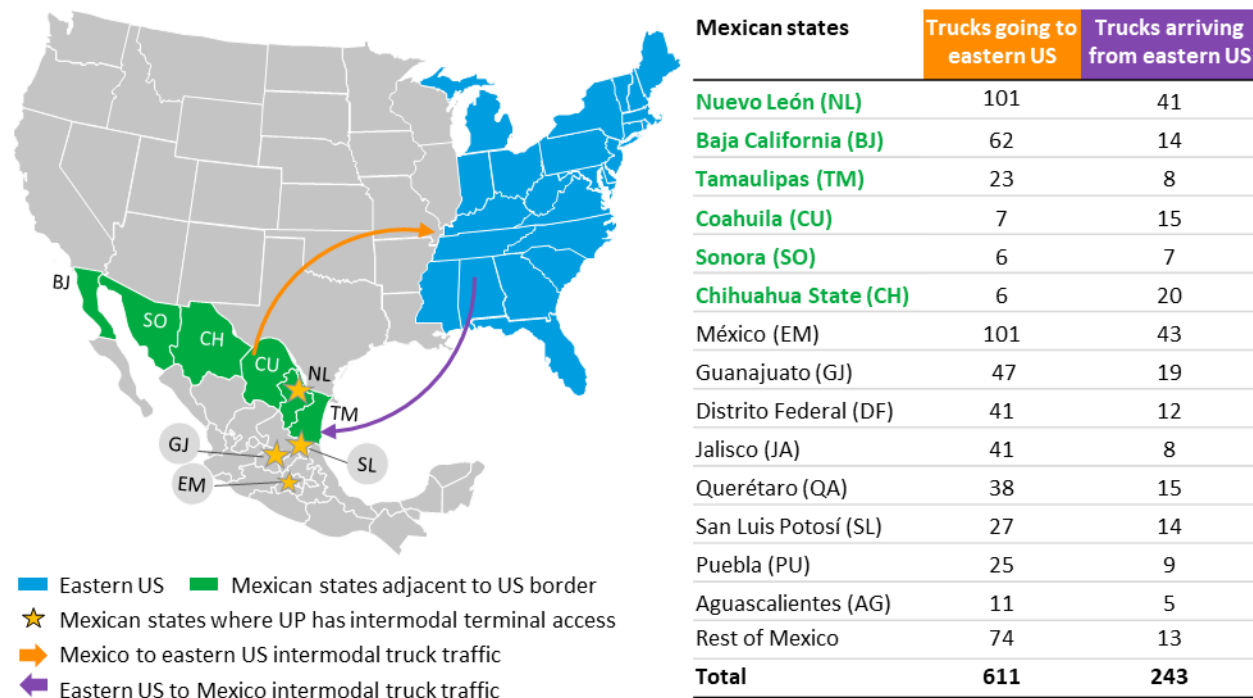 BJ
SO
CH
CU
NL
TM
GJ
SL
EM
Eastern US Mexican states adjacent to US border
Mexican states where UP has intermodal terminal access
Mexico to eastern US intermodal truck traffic
Eastern US to Mexico intermodal truck traffic
Mexican states Trucks going to Trucks arriving
eastern US from eastern US
Nuevo León (NL) 101 41
Baja California (BJ) 62 14
Tamaulipas (TM) 23 8
Coahuila (CU) 7 15
Sonora (SO) 6 7
Chihuahua State (CH) 6 20
México (EM) 101 43
Guanajuato (GJ) 47 19
Distrito Federal (DF) 41 12
Jalisco (JA) 41 8
Querétaro (QA) 38 15
San Luis Potosí (SL) 27 14
Puebla (PU) 25 9
Aguascalientes (AG) 11 5
Rest of Mexico 74 13
Total 611 243